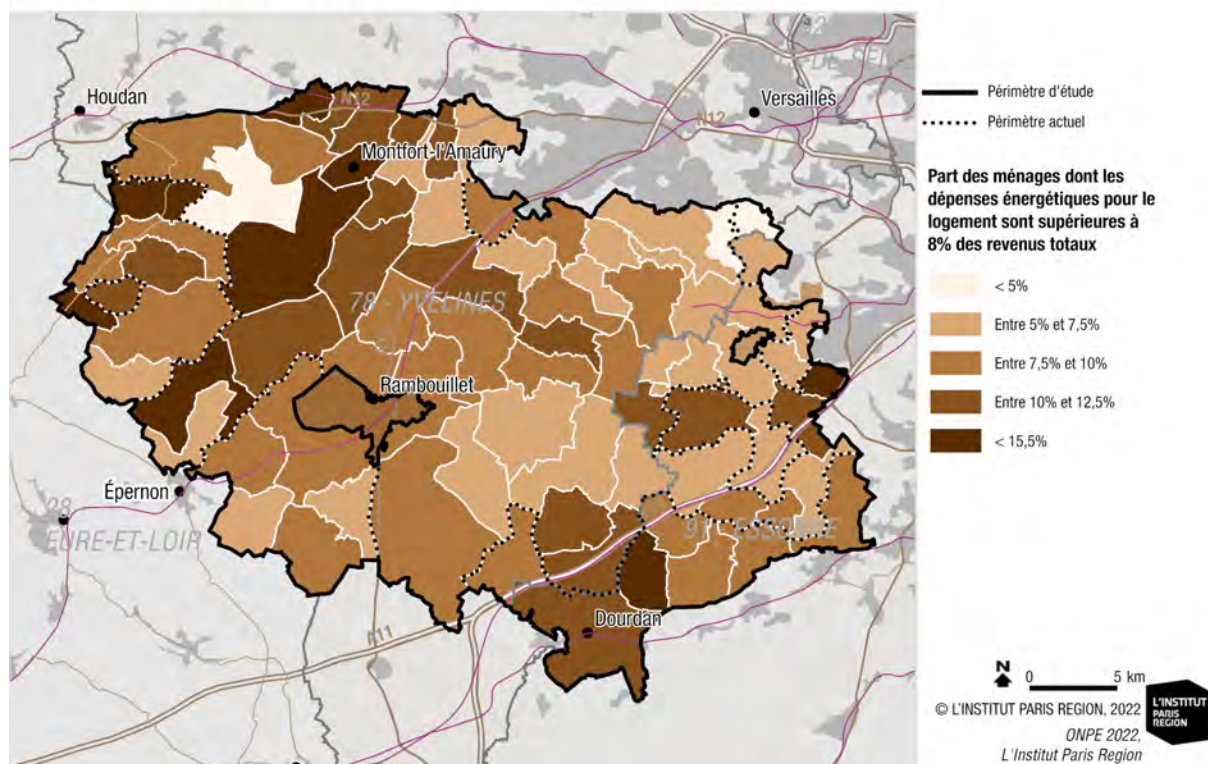 Houdan
N12
Montfort-l'Amaury
Versailles
N12
78 - YVELINES
Rambouillet
Épernon
28
EURE-ET-LOIR
91 - ESSONNE
A11
Dourdan
Périmètre d'étude
Périmètre actuel
Part des ménages dont les
dépenses énergétiques pour le
logement sont supérieures à
8% des revenus totaux
< 5%
Entre 5% et 7,5%
Entre 7,5% et 10%
Entre 10% et 12,5%
< 15,5%
N
0 5 km
© L'INSTITUT PARIS REGION, 2022
ONPE 2022,
L'Institut Paris Region
L'INSTITUT
PARIS
REGION